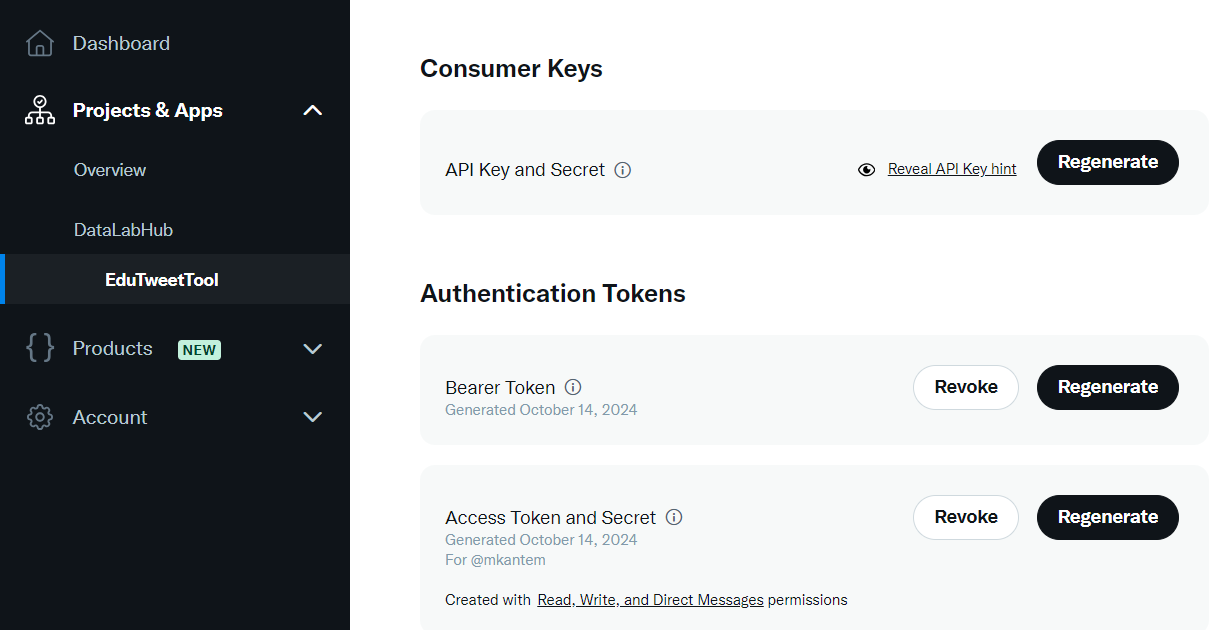 Dashboard
Projects & Apps
Overview
DataLabHub
EduTweetTool
Products NEW
Account
Consumer Keys
API Key and Secret Reveal API Key hint Regenerate
Authentication Tokens
Bearer Token Revoke Regenerate
Generated October 14, 2024
Access Token and Secret Revoke Regenerate
Generated October 14, 2024
For @mkantem
Created with Read, Write, and Direct Messages permissions